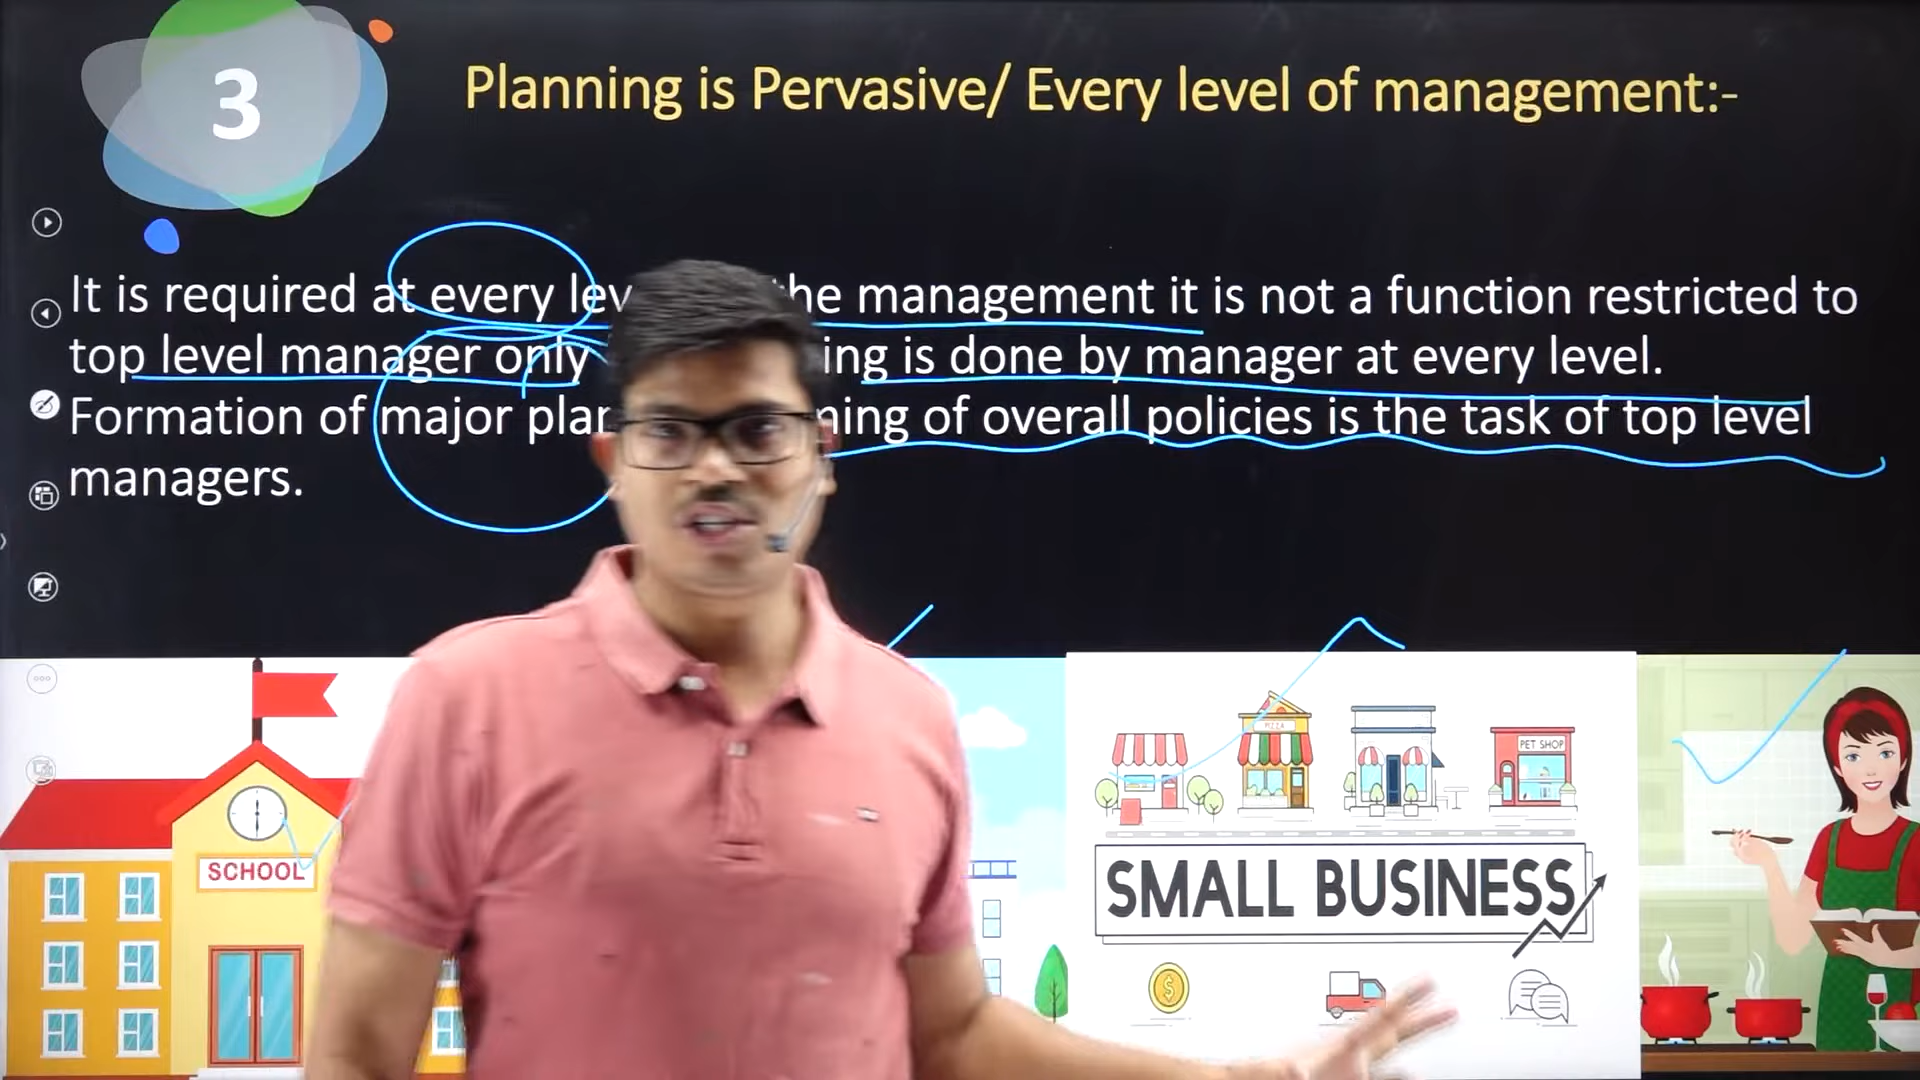 3
Planning is Pervasive/ Every level of management:-
It is required at every lev the management it is not a function restricted to
top level manager only ing is done by manager at every level.
Formation of major plan ning of overall policies is the task of top level
managers.
SCHOOL
PIZZA
PET SHOP
SMALL BUSINESS
$